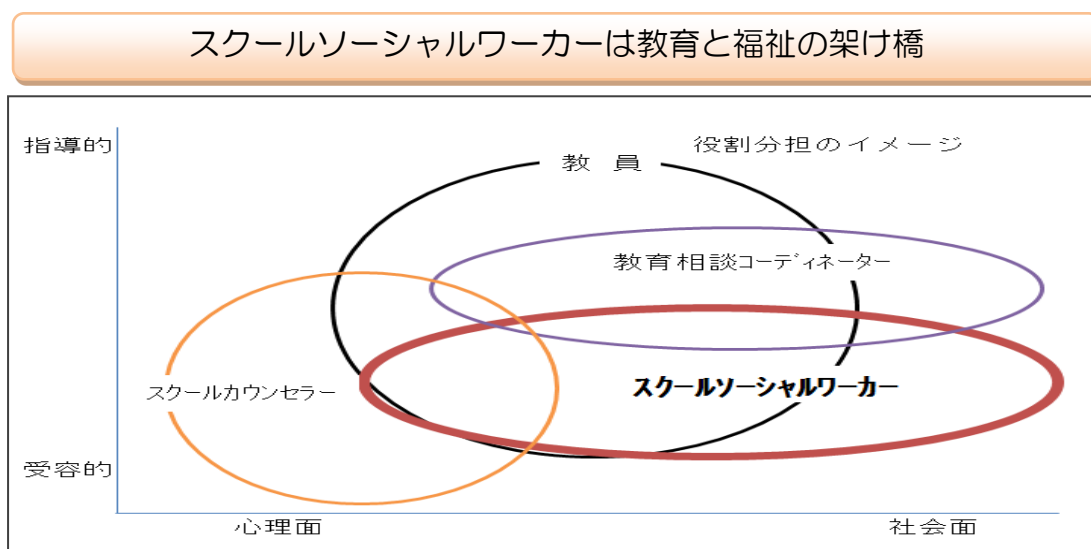 スクールソーシャルワーカーは教育と福祉の架け橋
指導的
役割分担のイメージ
教 員
教育相談コーディネーター
スクールカウンセラー
スクールソーシャルワーカー
受容的
心理面
社会面